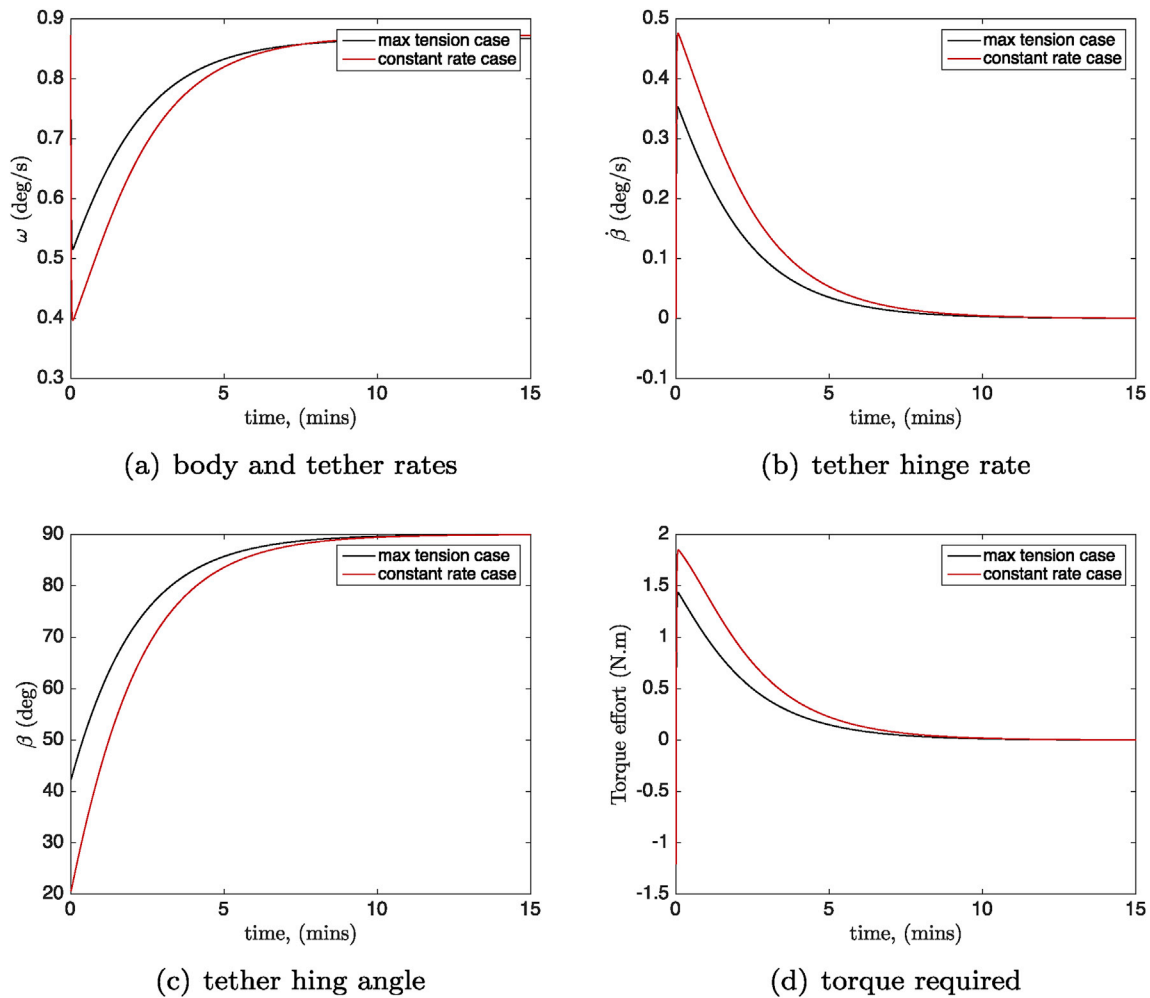 0.9
0.8
0.7
0.6
0.5
0.4
0.3
ω (deg/s)
max tension case
constant rate case
0 5 10 15
time, (mins)
(a) body and tether rates
0.5
0.4
0.3
0.2
0.1
0
-0.1
β̇ (deg/s)
max tension case
constant rate case
0 5 10 15
time, (mins)
(b) tether hinge rate
90
80
70
60
50
40
30
20
β (deg)
max tension case
constant rate case
0 5 10 15
time, (mins)
(c) tether hing angle
2
1.5
1
0.5
0
-0.5
-1
-1.5
Torque effort (N.m)
max tension case
constant rate case
0 5 10 15
time, (mins)
(d) torque required